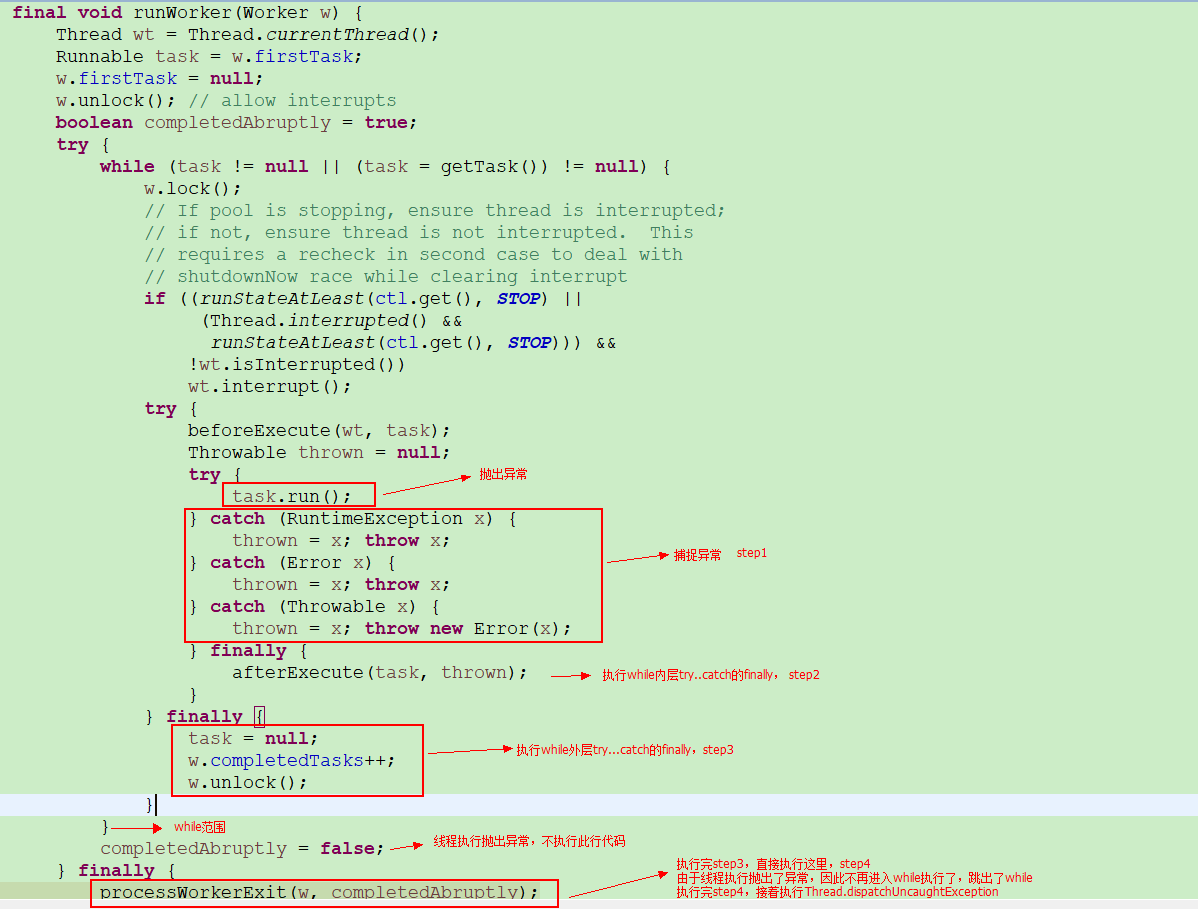 final void runWorker(Worker w) {
Thread wt = Thread.currentThread();
Runnable task = w.firstTask;
w.firstTask = null;
w.unlock(); // allow interrupts
boolean completedAbruptly = true;
try {
while (task != null || (task = getTask()) != null) {
w.lock();
// If pool is stopping, ensure thread is interrupted;
// if not, ensure thread is not interrupted.  This
// requires a recheck in second case to deal with
// shutdownNow race while clearing interrupt
if ((runStateAtLeast(ctl.get(), STOP) ||
(Thread.interrupted() &&
runStateAtLeast(ctl.get(), STOP))) &&
!wt.isInterrupted())
wt.interrupt();
try {
beforeExecute(wt, task);
Throwable thrown = null;
try {
抛出异常
task.run();
} catch (RuntimeException x) {
thrown = x; throw x;
捕捉异常 step1
} catch (Error x) {
thrown = x; throw x;
} catch (Throwable x) {
thrown = x; throw new Error(x);
} finally {
afterExecute(task, thrown);
执行while内层try..catch的finally， step2
}
} finally {
task = null;
执行while外层try...catch的finally，step3
w.completedTasks++;
w.unlock();
}
}
while范围
completedAbruptly = false;
线程执行抛出异常，不执行此行代码
} finally {
执行完step3，直接执行这里，step4
由于线程执行抛出了异常，因此不再进入while执行了，跳出了while
执行完step4，接着执行Thread.dispatchUncaughtException
processWorkerExit(w, completedAbruptly);